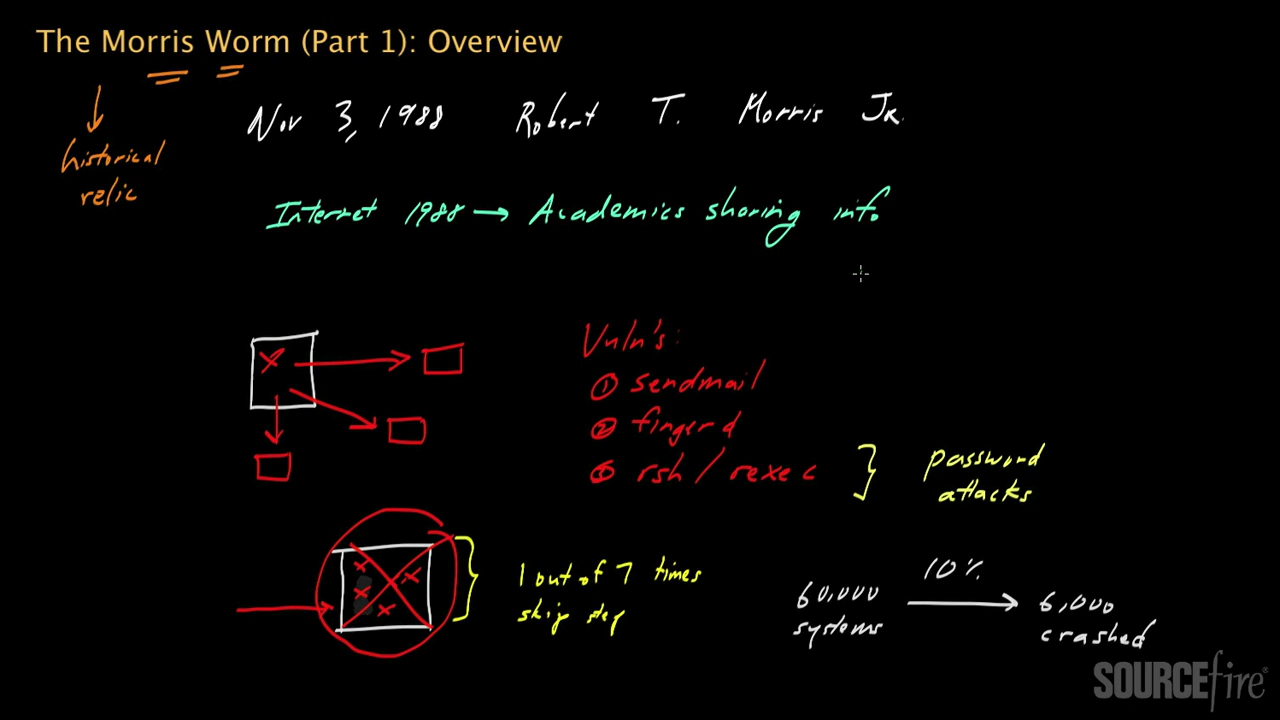 The Morris Worm (Part 1): Overview
historical
relic
Nov 3, 1988 Robert T. Morris Jr.
Internet 1988 → Academics sharing info
Vuln's:
① sendmail
② fingerd
③ rsh / rexec
password
attacks
1 out of 7 times
skip step
60,000
systems
10%
6,000
crashed
SOURCEfire®